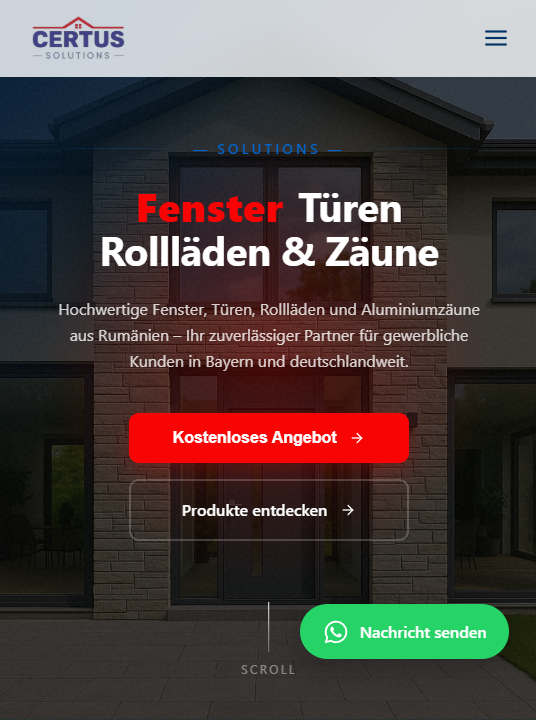 CERTUS
— SOLUTIONS —
— SOLUTIONS —
Fenster Türen
Rollläden & Zäune
Hochwertige Fenster, Türen, Rollläden und Aluminiumzäune
aus Rumänien – Ihr zuverlässiger Partner für gewerbliche
Kunden in Bayern und deutschlandweit.
Kostenloses Angebot →
Produkte entdecken →
Nachricht senden
SCROLL